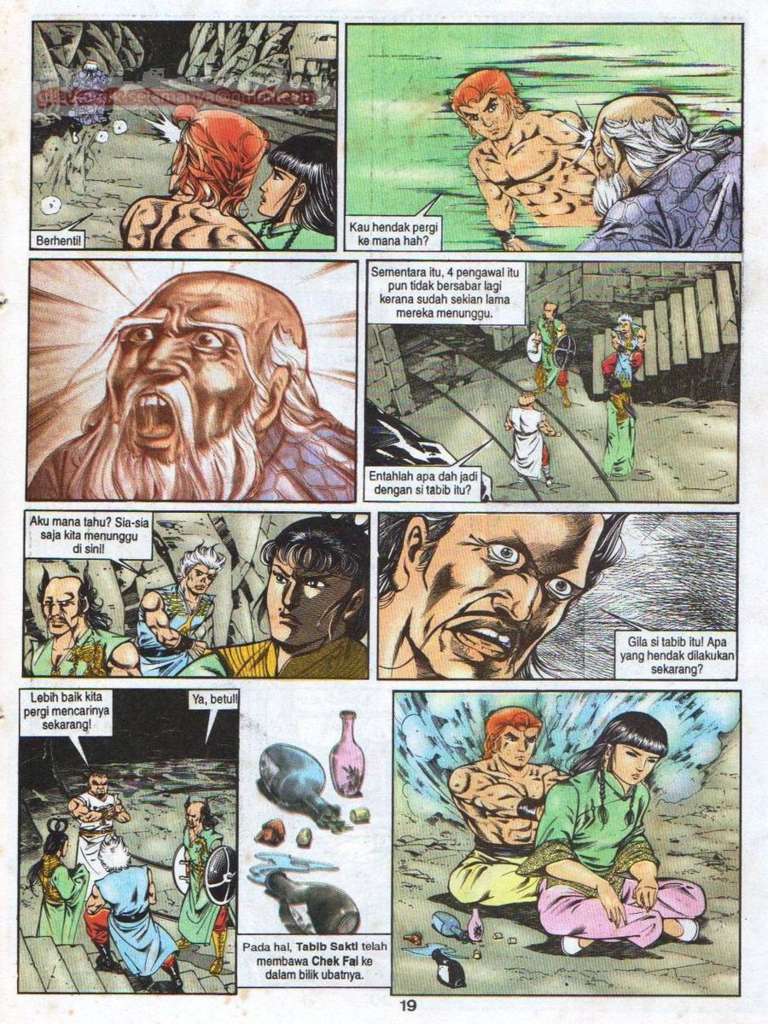 Berhenti!
Kau hendak pergi
ke mana hah?
Sementara itu, 4 pengawal itu
pun tidak bersabar lagi
kerana sudah sekian lama
mereka menunggu.
Entahlah apa dah jadi
dengan si tabib itu?
Aku mana tahu? Sia-sia
saja kita menunggu
di sini!
Gila si tabib itu! Apa
yang hendak dilakukan
sekarang?
Lebih baik kita
pergi mencarinya
sekarang!
Ya, betul!
Pada hal, Tabib Sakti telah
membawa Chek Fai ke
dalam bilik ubatnya.
19